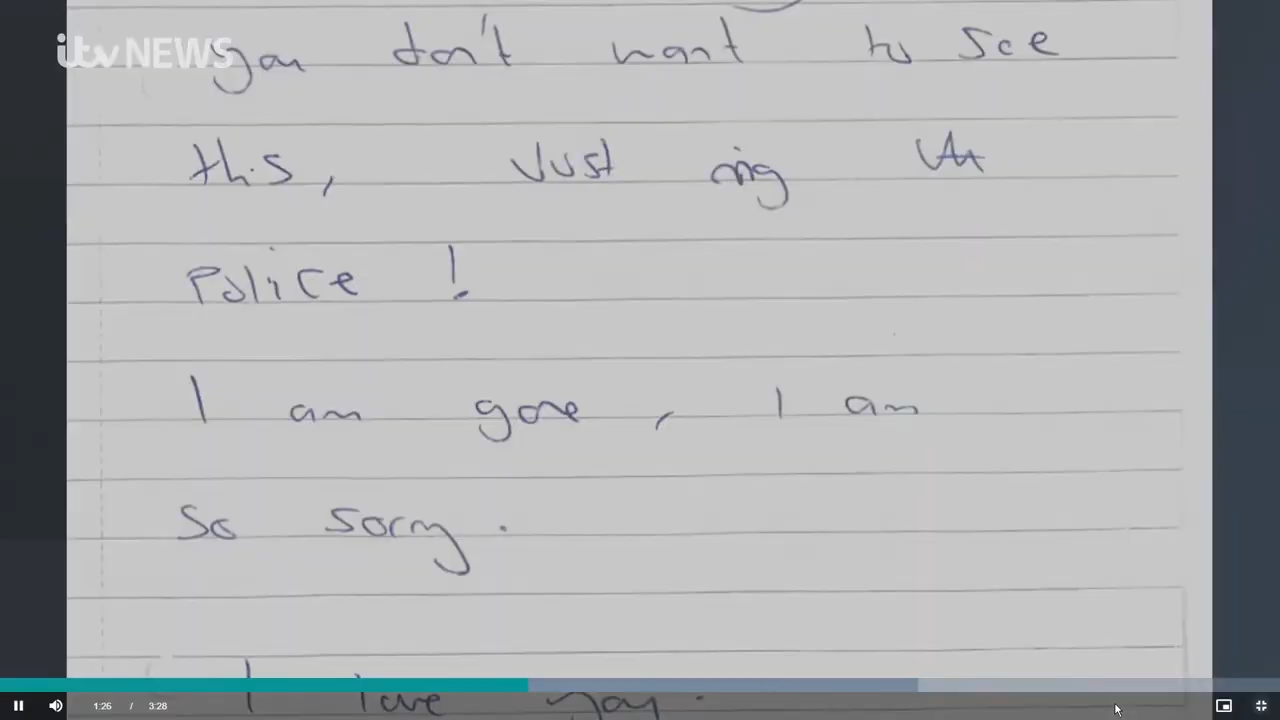 itv NEWS
you don't want to see
this, Just ring the
Police !
I am gone, I am
So sorry.
I love you.
1:26 / 3:28